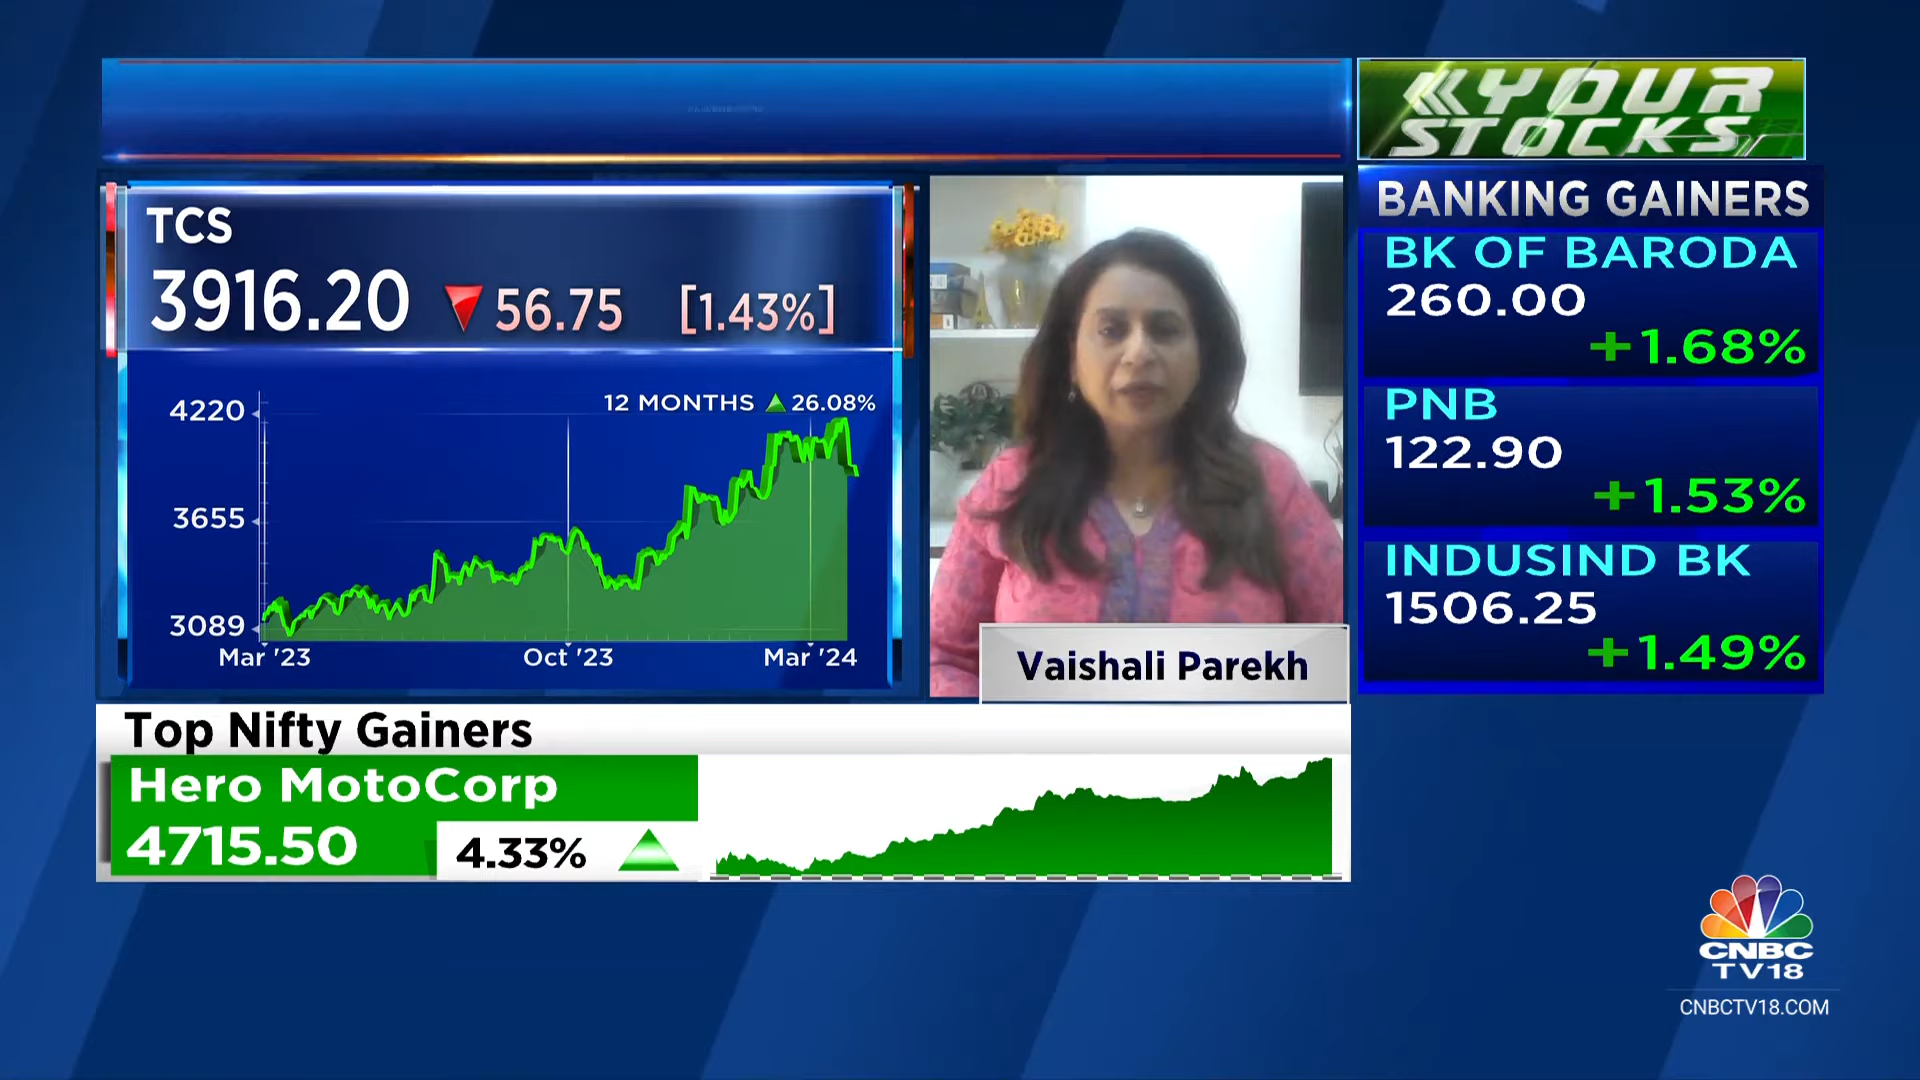 YOUR
STOCKS
TCS
3916.20 56.75 [1.43%]
12 MONTHS 26.08%
4220
3655
3089
Mar '23 Oct '23 Mar '24
Vaishali Parekh
BANKING GAINERS
BK OF BARODA
260.00
+1.68%
PNB
122.90
+1.53%
INDUSIND BK
1506.25
+1.49%
Top Nifty Gainers
Hero MotoCorp
4715.50 4.33%
CNBC
TV18
CNBCTV18.COM